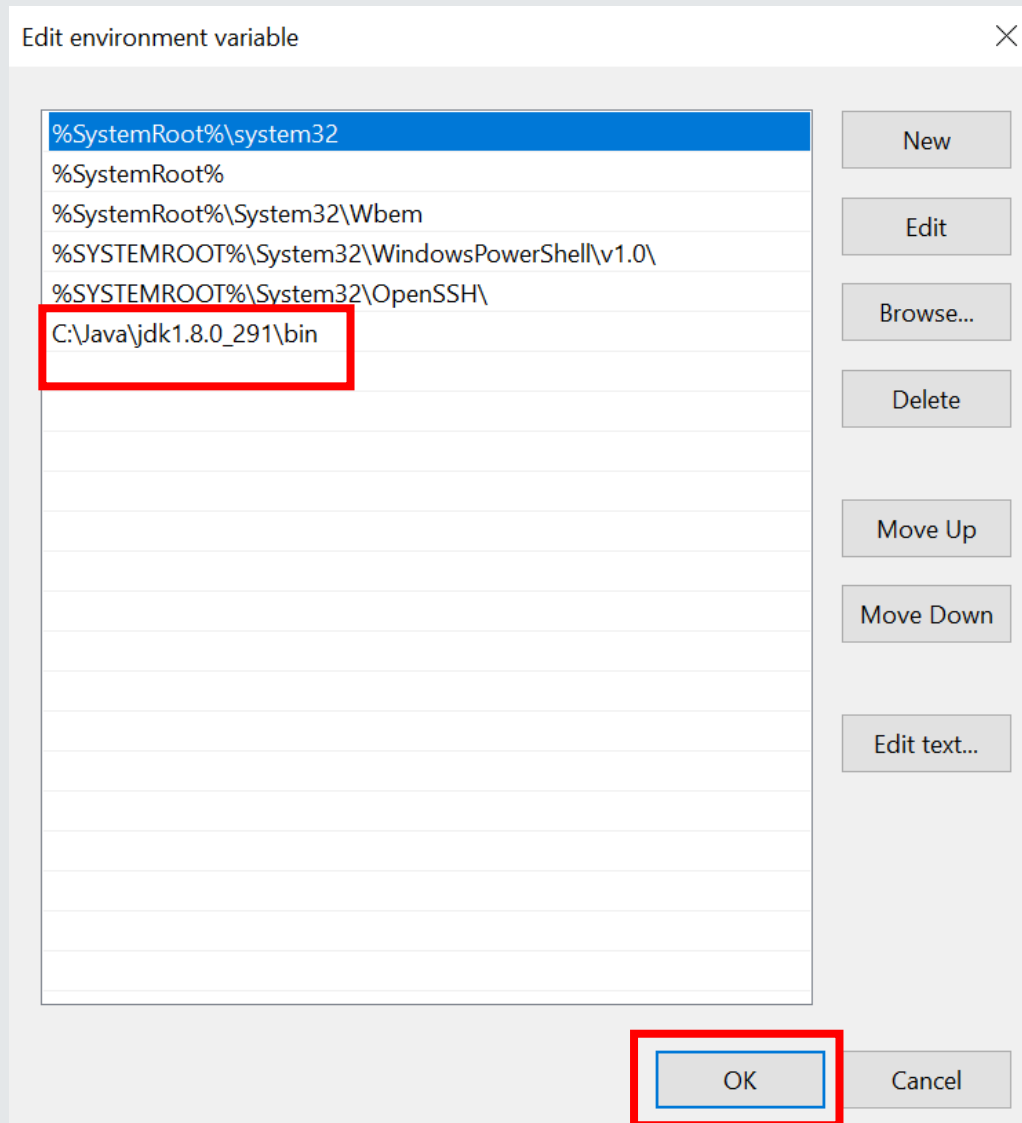 Edit environment variable
%SystemRoot%\system32
%SystemRoot%
%SystemRoot%\System32\Wbem
%SYSTEMROOT%\System32\WindowsPowerShell\v1.0\
%SYSTEMROOT%\System32\OpenSSH\
C:\Java\jdk1.8.0_291\bin
New
Edit
Browse...
Delete
Move Up
Move Down
Edit text...
OK
Cancel